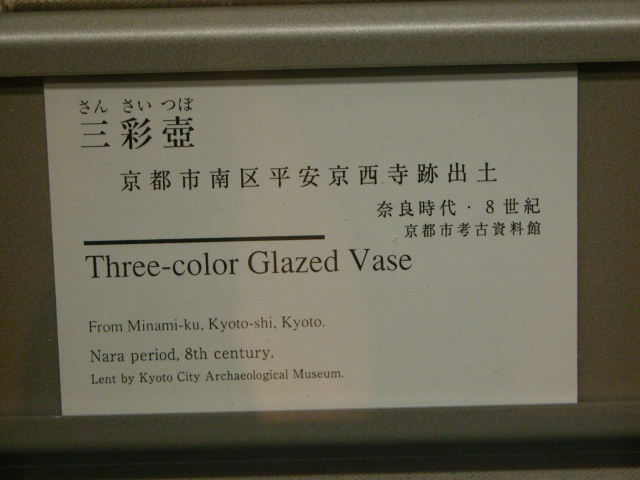 さん さい つぼ
三彩壺
京都市南区平安京西寺跡出土
奈良時代・8世紀
京都市考古資料館
Three-color Glazed Vase
From Minami-ku, Kyoto-shi, Kyoto.
Nara period, 8th century.
Lent by Kyoto City Archaeological Museum.